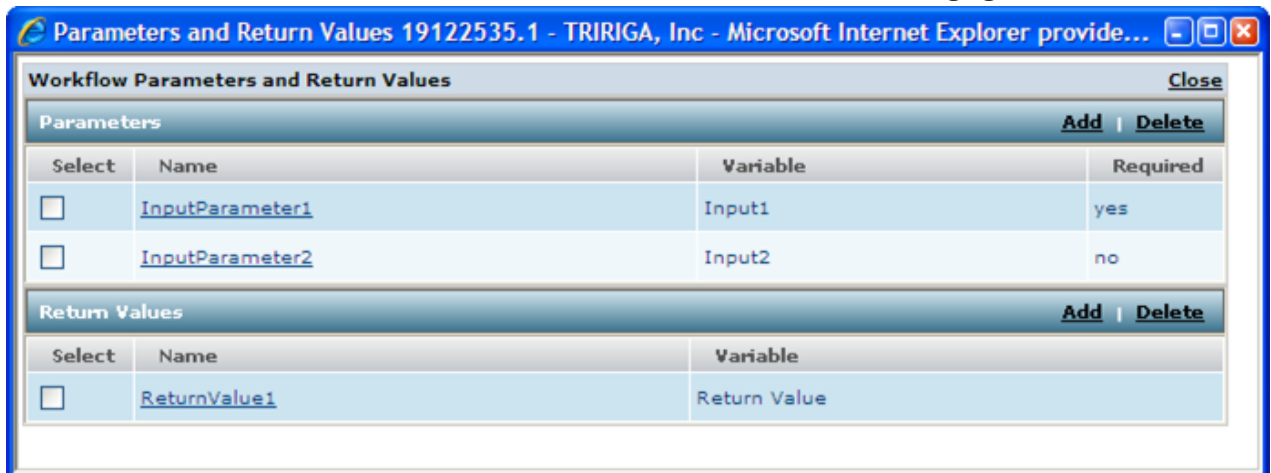 Parameters and Return Values 19122535.1 - TRIRIGA, Inc - Microsoft Internet Explorer provide...
Workflow Parameters and Return Values Close
Parameters Add | Delete
Select Name Variable Required
InputParameter1 Input1 yes
InputParameter2 Input2 no
Return Values Add | Delete
Select Name Variable
ReturnValue1 Return Value